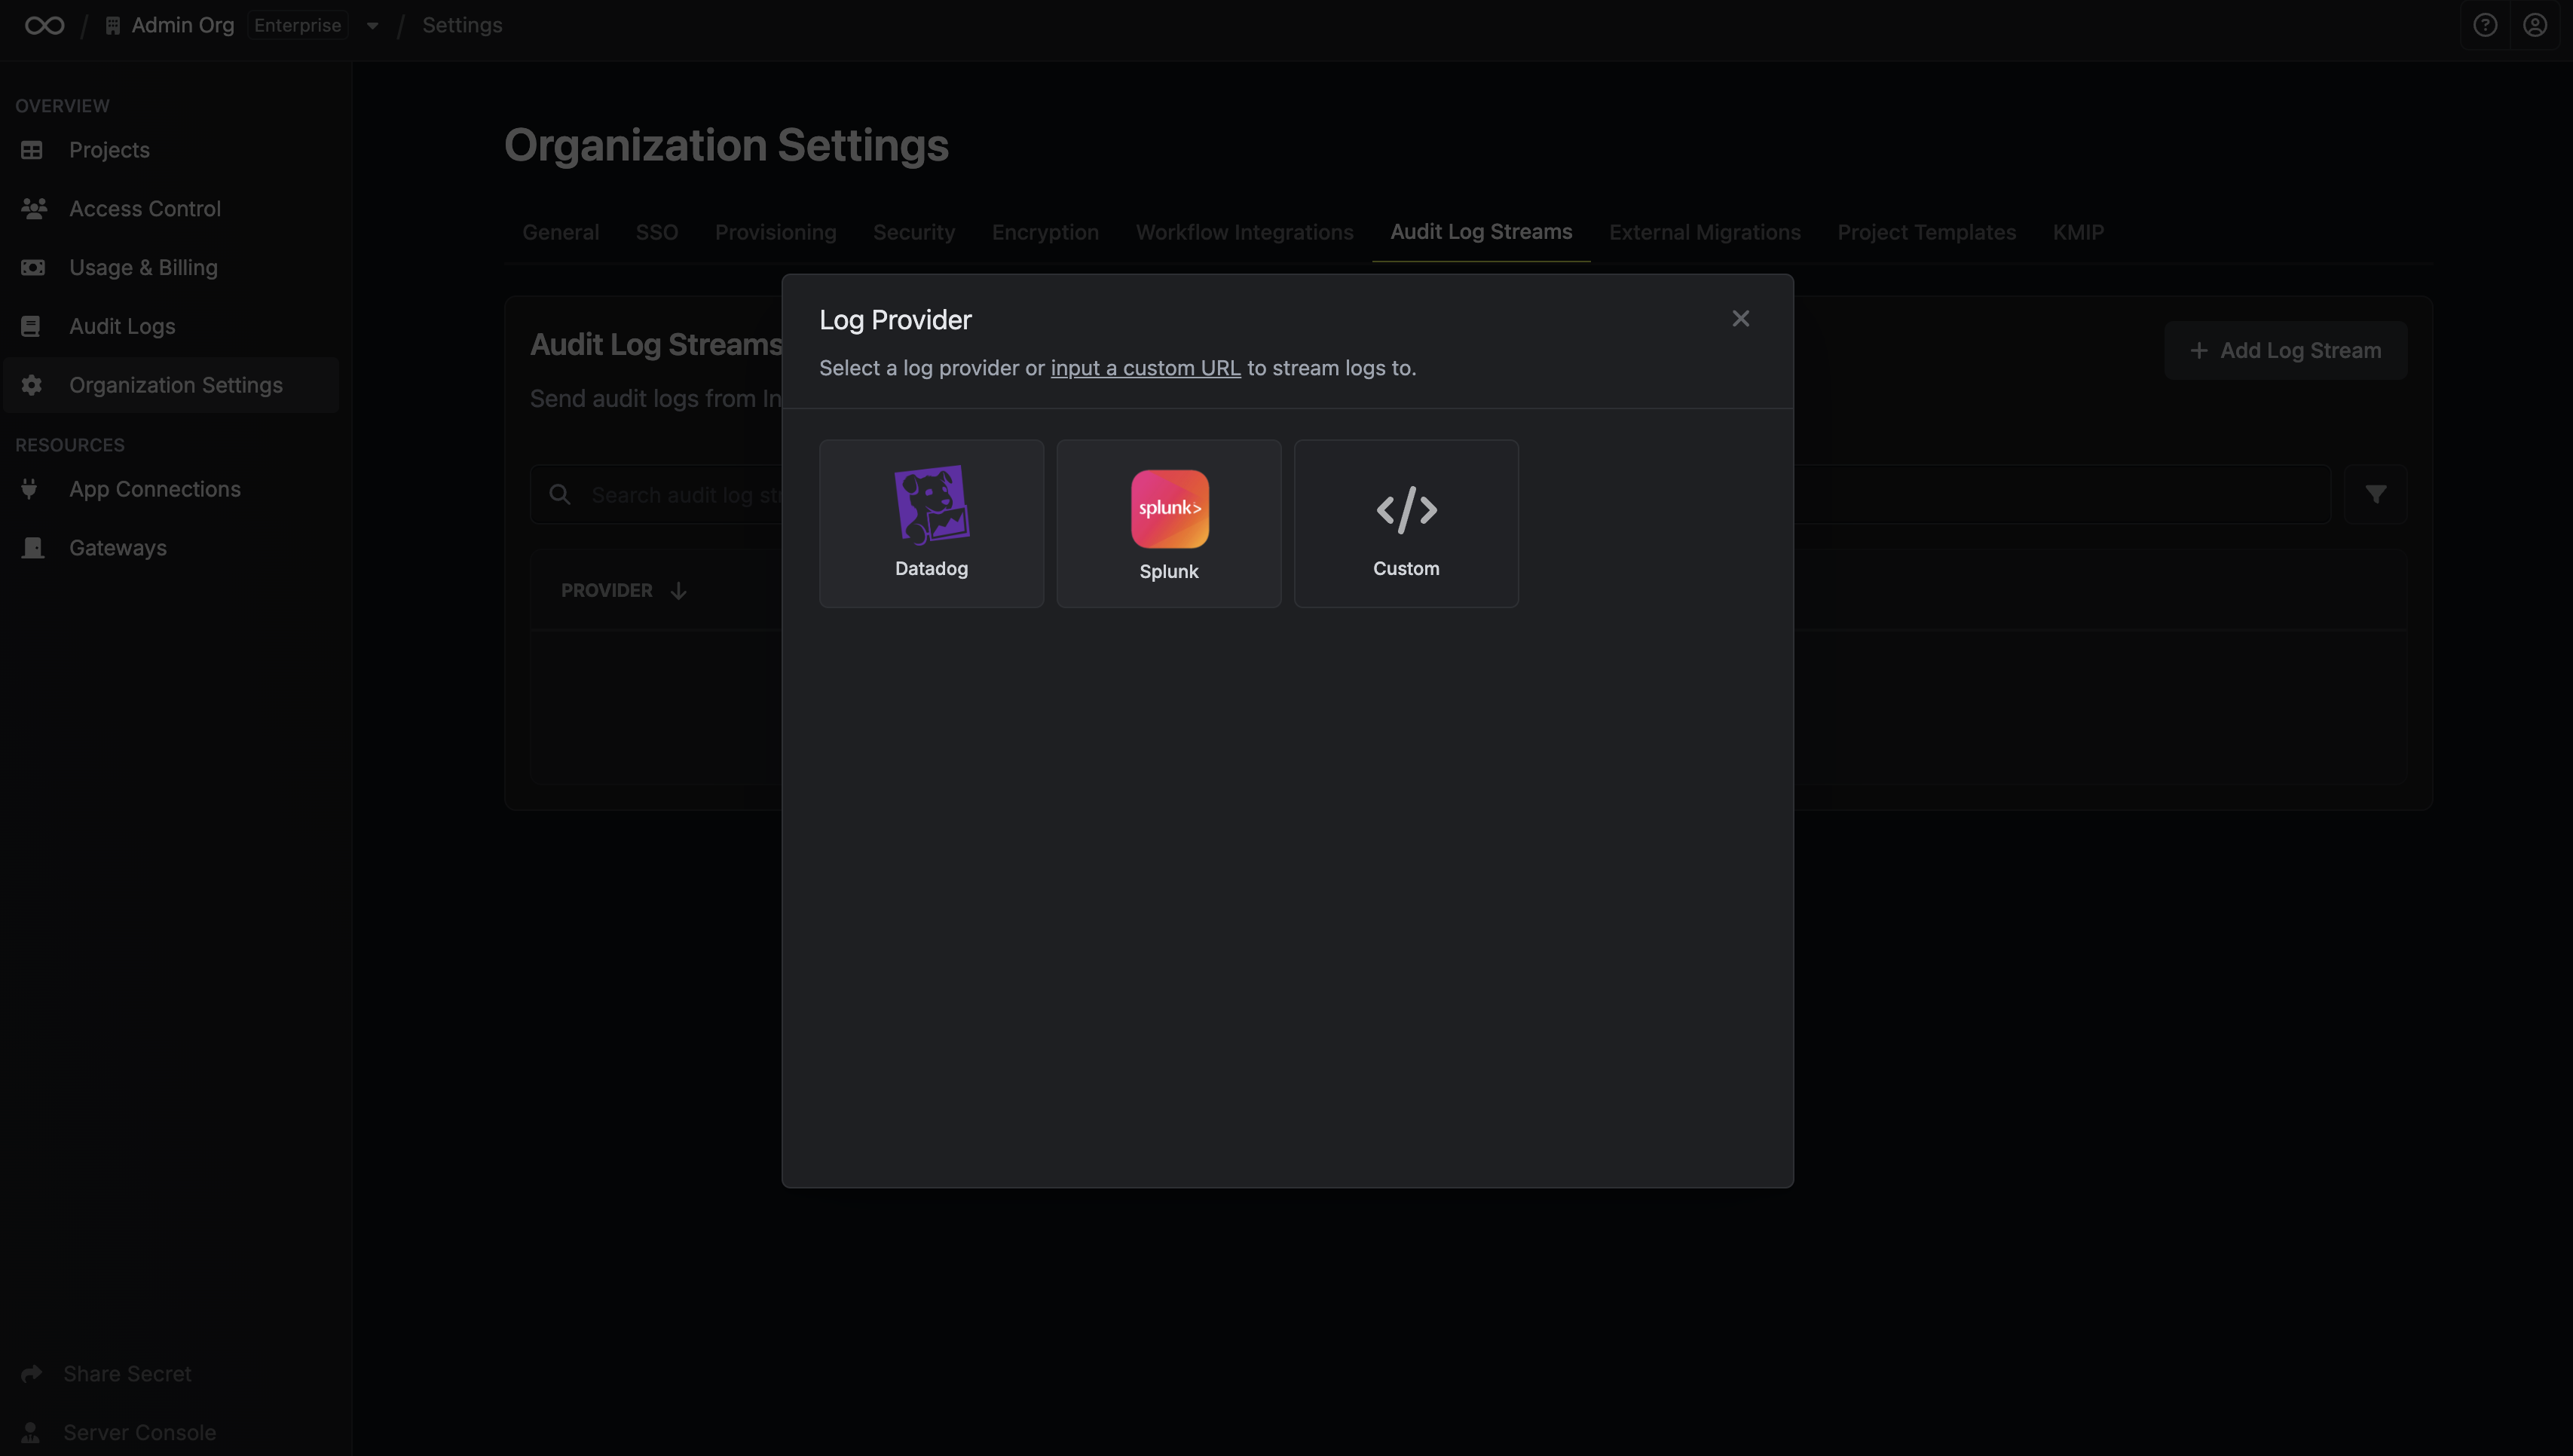 / Admin Org Enterprise / Settings
OVERVIEW
Projects
Access Control
Usage & Billing
Audit Logs
Organization Settings
RESOURCES
App Connections
Gateways
Share Secret
Server Console
Organization Settings
General SSO Provisioning Security Encryption Workflow Integrations Audit Log Streams External Migrations Project Templates KMIP
Audit Log Streams
+ Add Log Stream
Send audit logs from In
Search audit log st
PROVIDER
Log Provider
Select a log provider or input a custom URL to stream logs to.
Datadog
splunk>
Splunk
</>
Custom